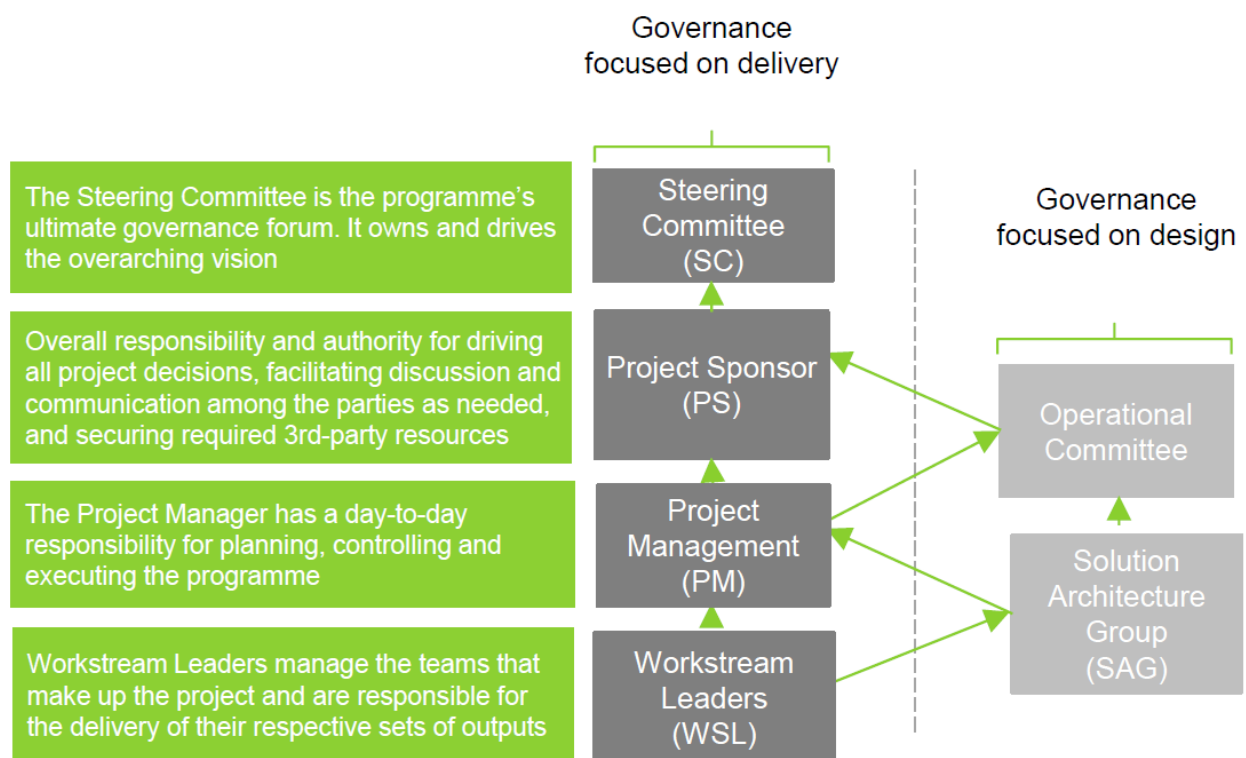 Governance
focused on delivery
Governance
focused on design
The Steering Committee is the programme's
ultimate governance forum. It owns and drives
the overarching vision
Steering
Committee
(SC)
Overall responsibility and authority for driving
all project decisions, facilitating discussion and
communication among the parties as needed,
and securing required 3rd-party resources
Project Sponsor
(PS)
Operational
Committee
The Project Manager has a day-to-day
responsibility for planning, controlling and
executing the programme
Project
Management
(PM)
Solution
Architecture
Group
(SAG)
Workstream Leaders manage the teams that
make up the project and are responsible for
the delivery of their respective sets of outputs
Workstream
Leaders
(WSL)